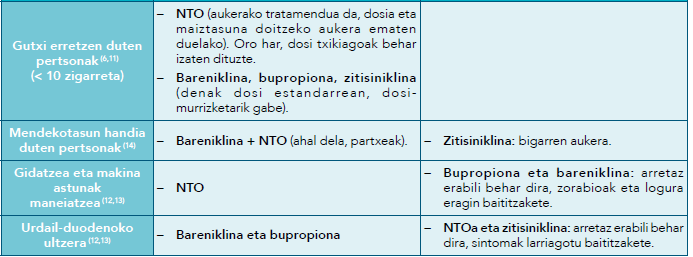 Gutxi erretzen duten
pertsonak (6,11)
(< 10 zigarreta)
– NTO (aukerako tratamendua da, dosia eta
maiztasuna doitzeko aukera ematen
duelako). Oro har, dosi txikiagoak behar
izaten dituzte.
– Bareniklina, bupropiona, zitisiniklina
(denak dosi estandarrean, dosi-
murrizketarik gabe).
Mendekotasun handia
duten pertsonak (14)
– Bareniklina + NTO (ahal dela, partxeak).
– Zitisiniklina: bigarren aukera.
Gidatzea eta makina
astunak
maneiatzea (12,13)
– NTO
– Bupropiona eta bareniklina: arretaz
erabili behar dira, zorabioak eta logura
eragin baititzakete.
Urdail-duodenoko
ultzera (12,13)
– Bareniklina eta bupropiona
– NTOa eta zitisiniklina: arretaz erabili behar
dira, sintomak larriagotu baititzakete.